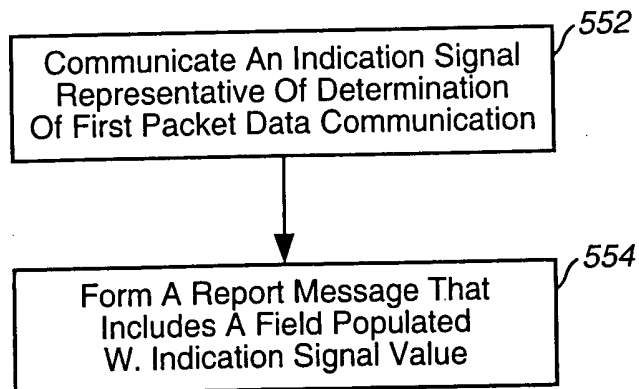 552
Communicate An Indication Signal
Representative Of Determination
Of First Packet Data Communication
554
Form A Report Message That
Includes A Field Populated
W. Indication Signal Value